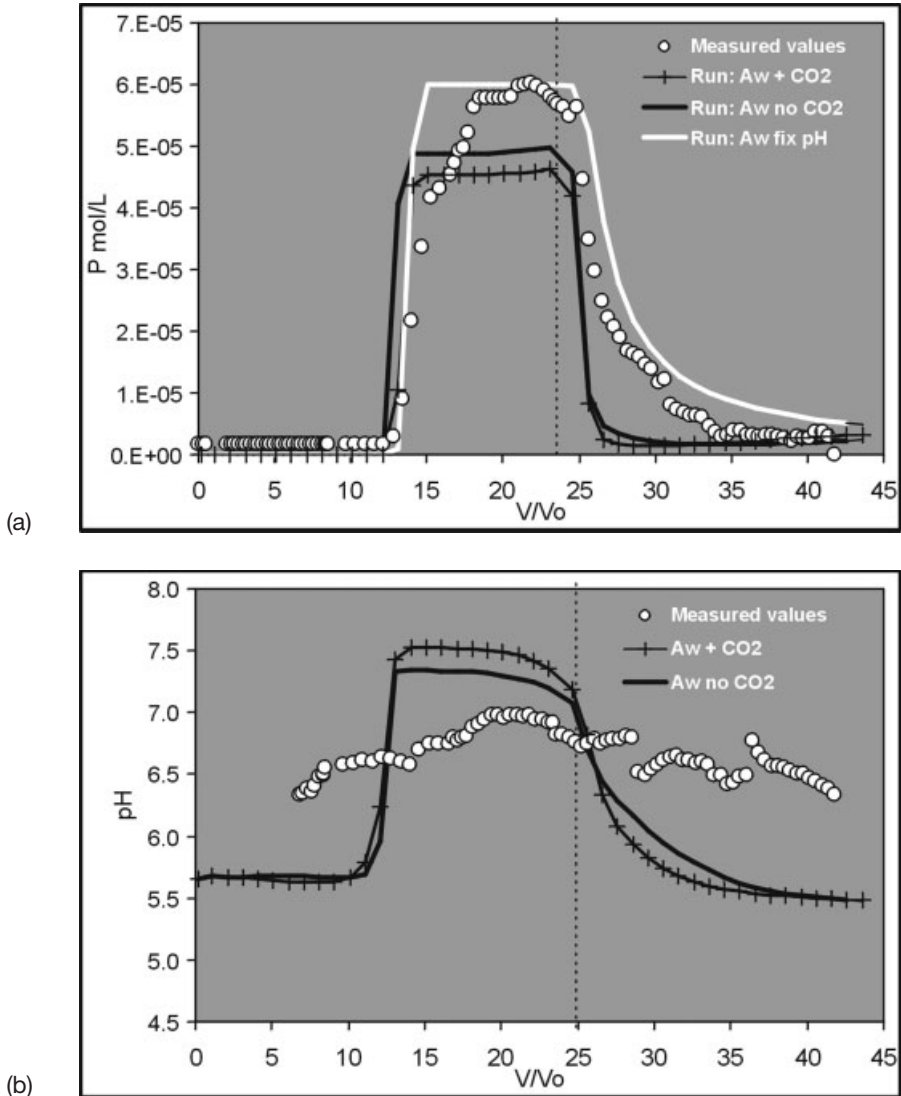 7.E-05
6.E-05
5.E-05
4.E-05
3.E-05
2.E-05
1.E-05
0.E+00
P mol/L
0 5 10 15 20 25 30 35 40 45
V/Vo
Measured values
Run: Aw + CO2
Run: Aw no CO2
Run: Aw fix pH
(a)
8.0
7.5
7.0
6.5
6.0
5.5
5.0
4.5
pH
0 5 10 15 20 25 30 35 40 45
V/Vo
Measured values
Aw + CO2
Aw no CO2
(b)